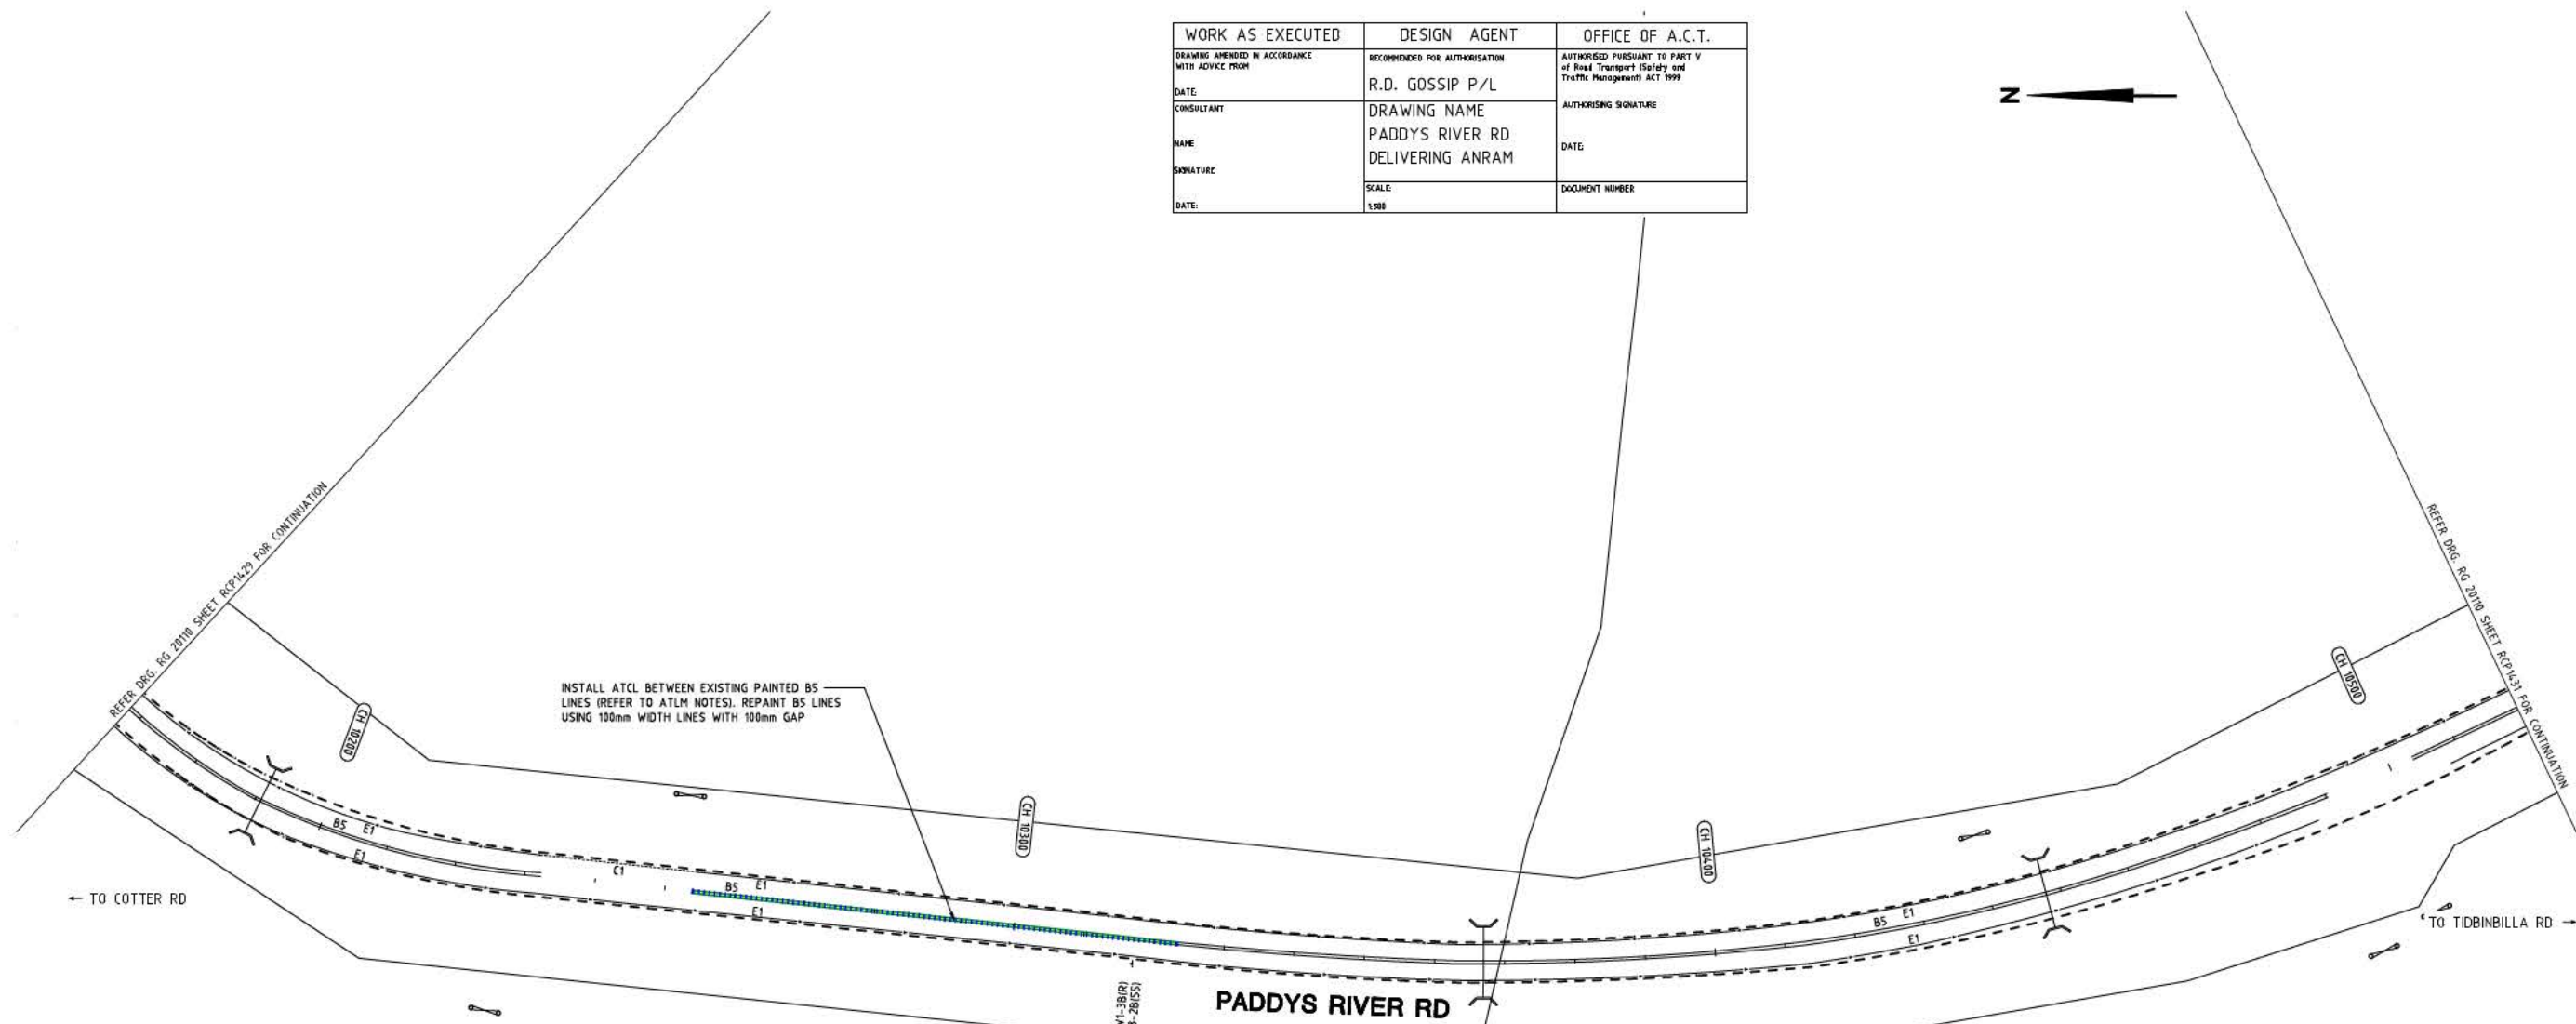 WORK AS EXECUTED
DRAWING AMENDED IN ACCORDANCE
WITH ADVICE FROM
DATE:
CONSULTANT
NAME
SIGNATURE
DATE:
DESIGN AGENT
RECOMMENDED FOR AUTHORISATION
R.D. GOSSIP P/L
DRAWING NAME
PADDYS RIVER RD
DELIVERING ANRAM
SCALE:
1:500
OFFICE OF A.C.T.
AUTHORISED PURSUANT TO PART V
of Road Transport (Safety and
Traffic Management) ACT 1999
AUTHORISING SIGNATURE
DATE:
DOCUMENT NUMBER
N
REFER DRG. RG 20110 SHEET RCP1429 FOR CONTINUATION
REFER DRG. RG 20110 SHEET RCP1431 FOR CONTINUATION
INSTALL ATCL BETWEEN EXISTING PAINTED B5
LINES (REFER TO ATLM NOTES). REPAINT B5 LINES
USING 100mm WIDTH LINES WITH 100mm GAP
CH 10200
CH 10300
CH 10400
CH 10500
B5 E1
E1
C1
B5 E1
E1
B5 E1
E1
← TO COTTER RD
TO TIDBINBILLA RD →
PADDYS RIVER RD